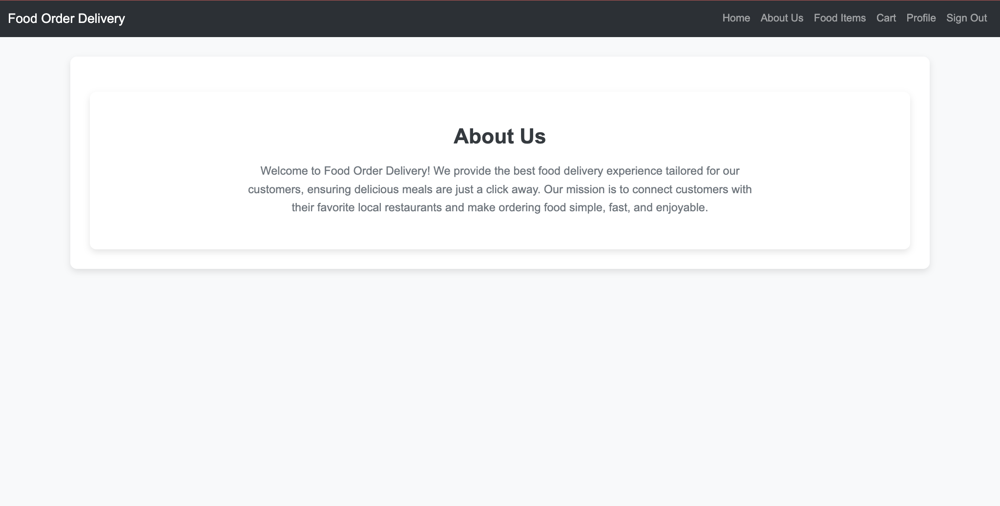 Food Order Delivery
Home About Us Food Items Cart Profile Sign Out
About Us
Welcome to Food Order Delivery! We provide the best food delivery experience tailored for our
customers, ensuring delicious meals are just a click away. Our mission is to connect customers with
their favorite local restaurants and make ordering food simple, fast, and enjoyable.